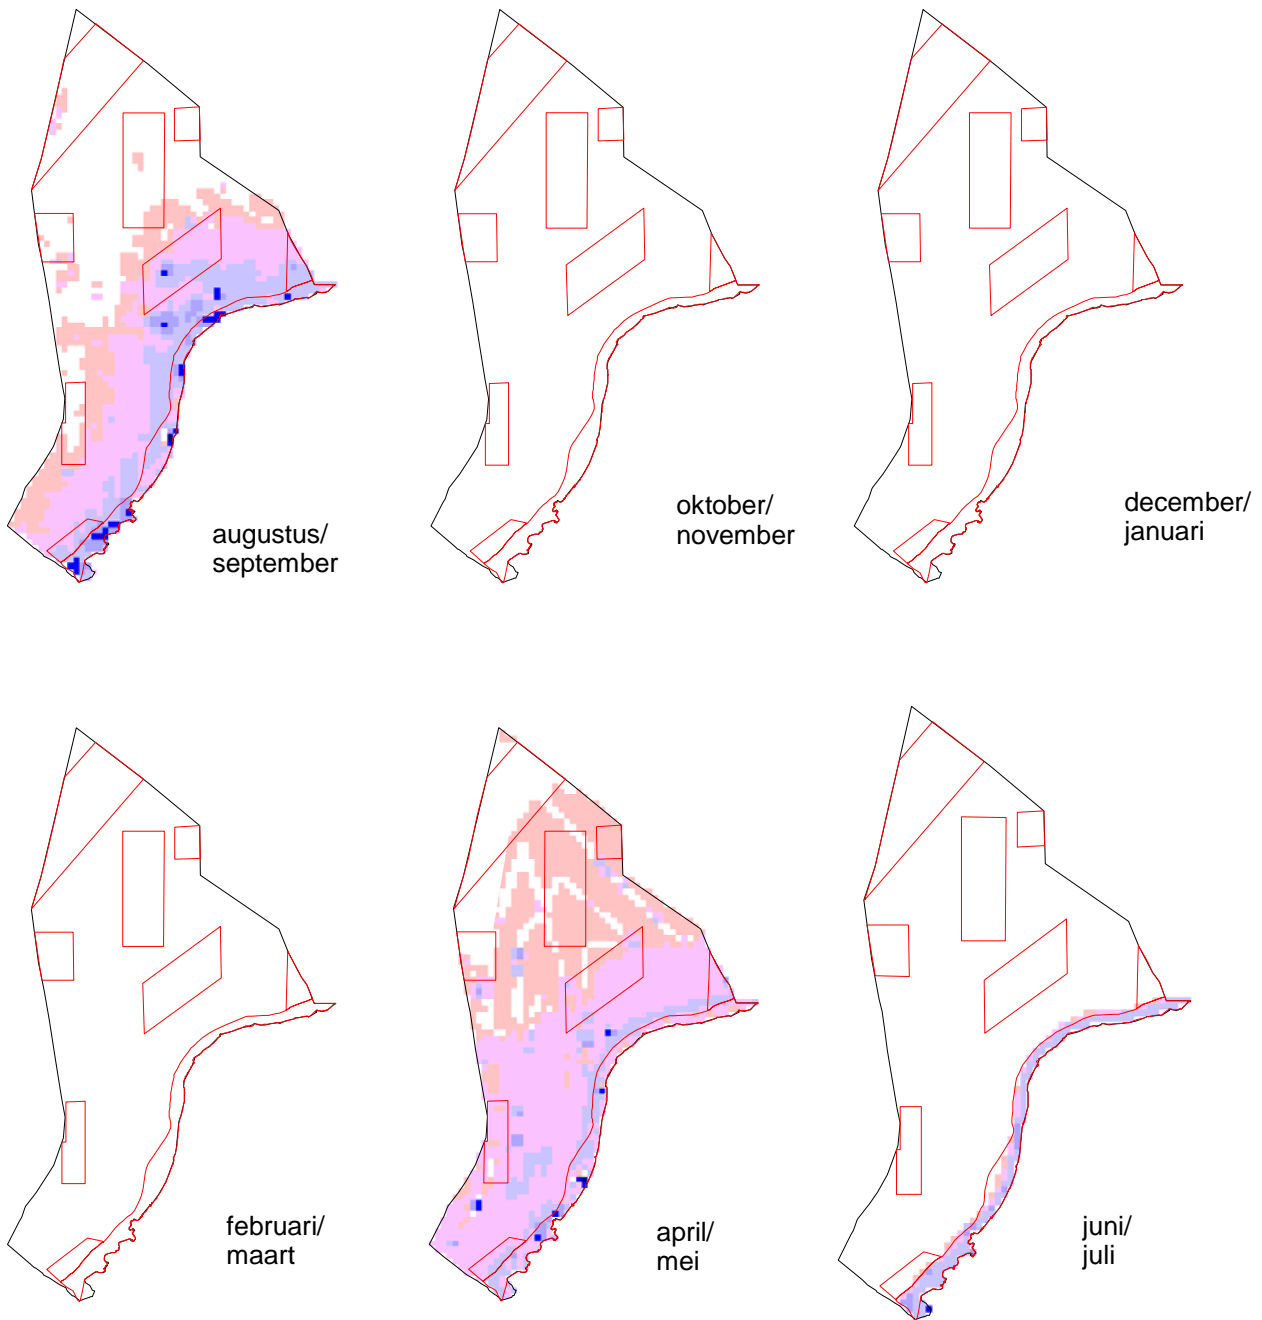 augustus/
september
oktober/
november
december/
januari
februari/
maart
april/
mei
juni/
juli